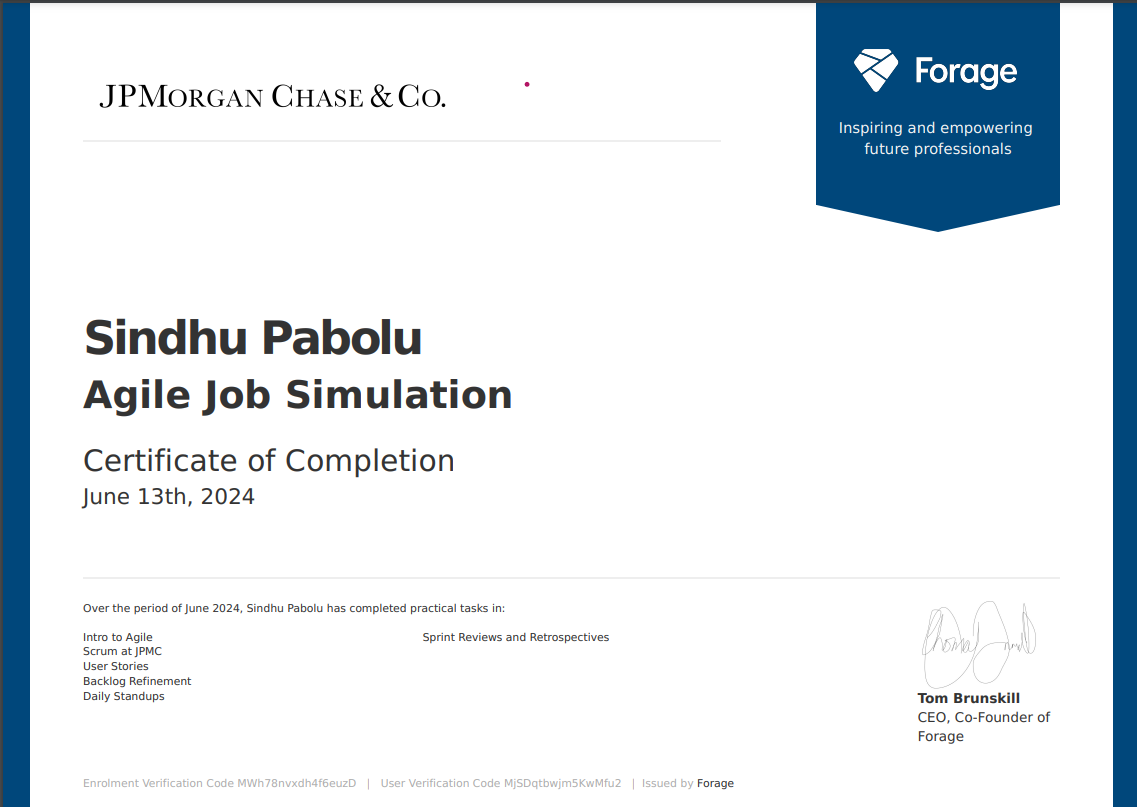 JPMORGAN CHASE & CO.
Forage
Inspiring and empowering
future professionals
Sindhu Pabolu
Agile Job Simulation
Certificate of Completion
June 13th, 2024
Over the period of June 2024, Sindhu Pabolu has completed practical tasks in:
Intro to Agile
Scrum at JPMC
User Stories
Backlog Refinement
Daily Standups
Sprint Reviews and Retrospectives
Tom Brunskill
CEO, Co-Founder of
Forage
Enrolment Verification Code MWh78nvxdh4f6euzD | User Verification Code MjSDqtbwjm5KwMfu2 | Issued by Forage